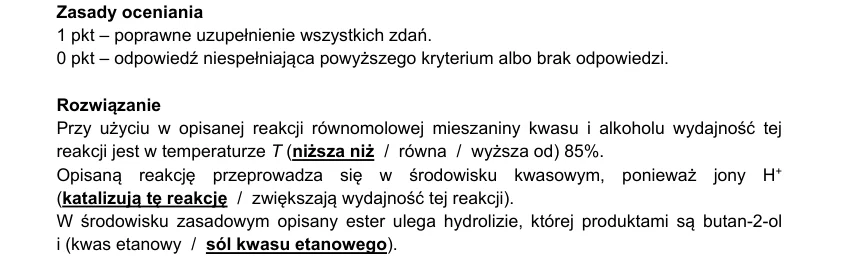 Zasady oceniania
1 pkt – poprawne uzupełnienie wszystkich zdań.
0 pkt – odpowiedź niespełniająca powyższego kryterium albo brak odpowiedzi.
Rozwiązanie
Przy użyciu w opisanej reakcji równomolowej mieszaniny kwasu i alkoholu wydajność tej
reakcji jest w temperaturze T (niższa niż / równa / wyższa od) 85%.
Opisaną reakcję przeprowadza się w środowisku kwasowym, ponieważ jony H⁺
(katalizują tę reakcję / zwiększają wydajność tej reakcji).
W środowisku zasadowym opisany ester ulega hydrolizie, której produktami są butan-2-ol
i (kwas etanowy / sól kwasu etanowego).